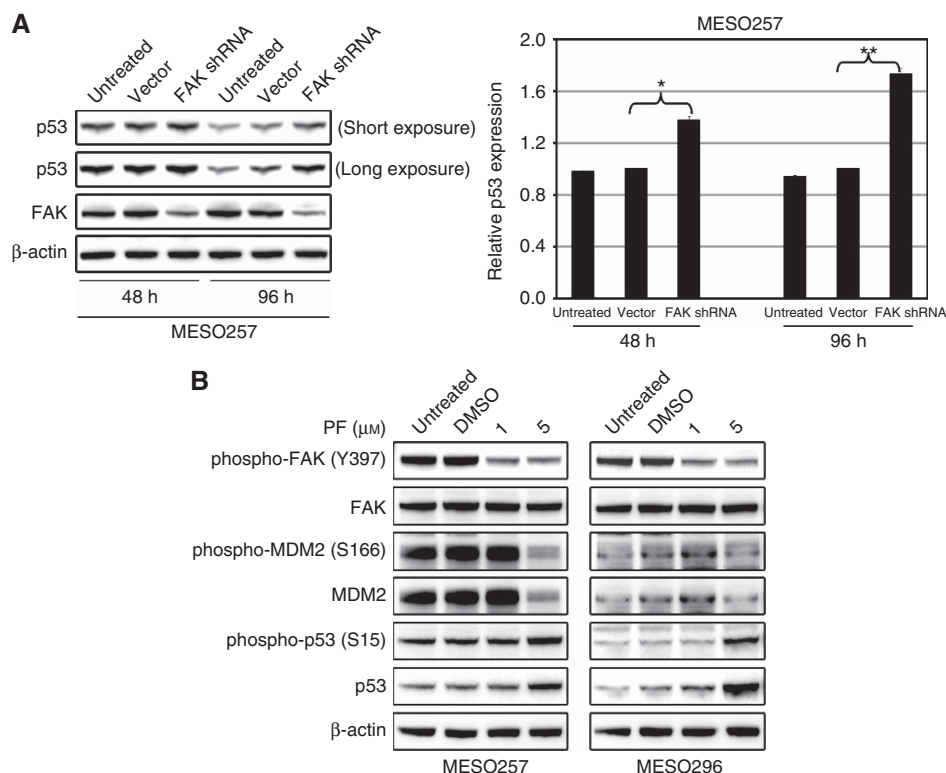 A
Untreated Vector FAK shRNA Untreated Vector FAK shRNA
p53 (Short exposure)
p53 (Long exposure)
FAK
β-actin
48 h 96 h
MESO257
MESO257
Relative p53 expression
2.0
1.6
1.2
0.8
0.4
0.0
* **
Untreated Vector FAK shRNA Untreated Vector FAK shRNA
48 h 96 h
B
PF (μM) Untreated DMSO 1 5 Untreated DMSO 1 5
phospho-FAK (Y397)
FAK
phospho-MDM2 (S166)
MDM2
phospho-p53 (S15)
p53
β-actin
MESO257 MESO296